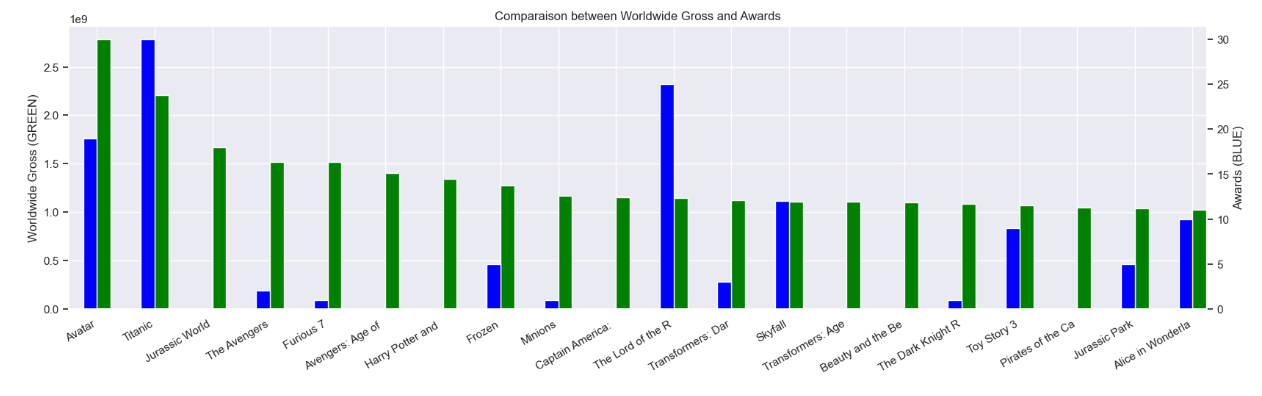 Comparaison between Worldwide Gross and Awards
1e9
Worldwide Gross (GREEN)
2.5
2.0
1.5
1.0
0.5
0.0
30
25
20
15
10
5
0
Awards (BLUE)
Avatar
Titanic
Jurassic World
The Avengers
Furious 7
Avengers: Age of
Harry Potter and
Frozen
Minions
Captain America:
The Lord of the R
Transformers: Dar
Skyfall
Transformers: Age
Beauty and the Be
The Dark Knight R
Toy Story 3
Pirates of the Ca
Jurassic Park
Alice in Wonderla